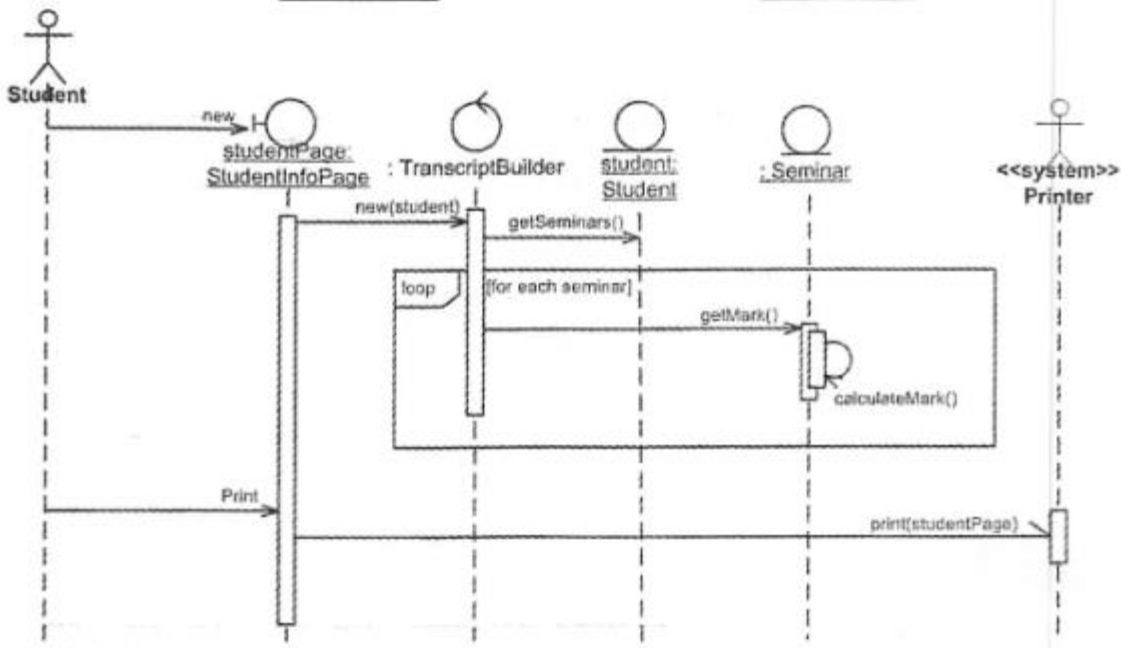 Student
new
studentPage:
StudentInfoPage
: TranscriptBuilder
student:
Student
: Seminar
<<system>>
Printer
new(student)
getSeminars()
loop
[for each seminar]
getMark()
calculateMark()
Print
print(studentPage)